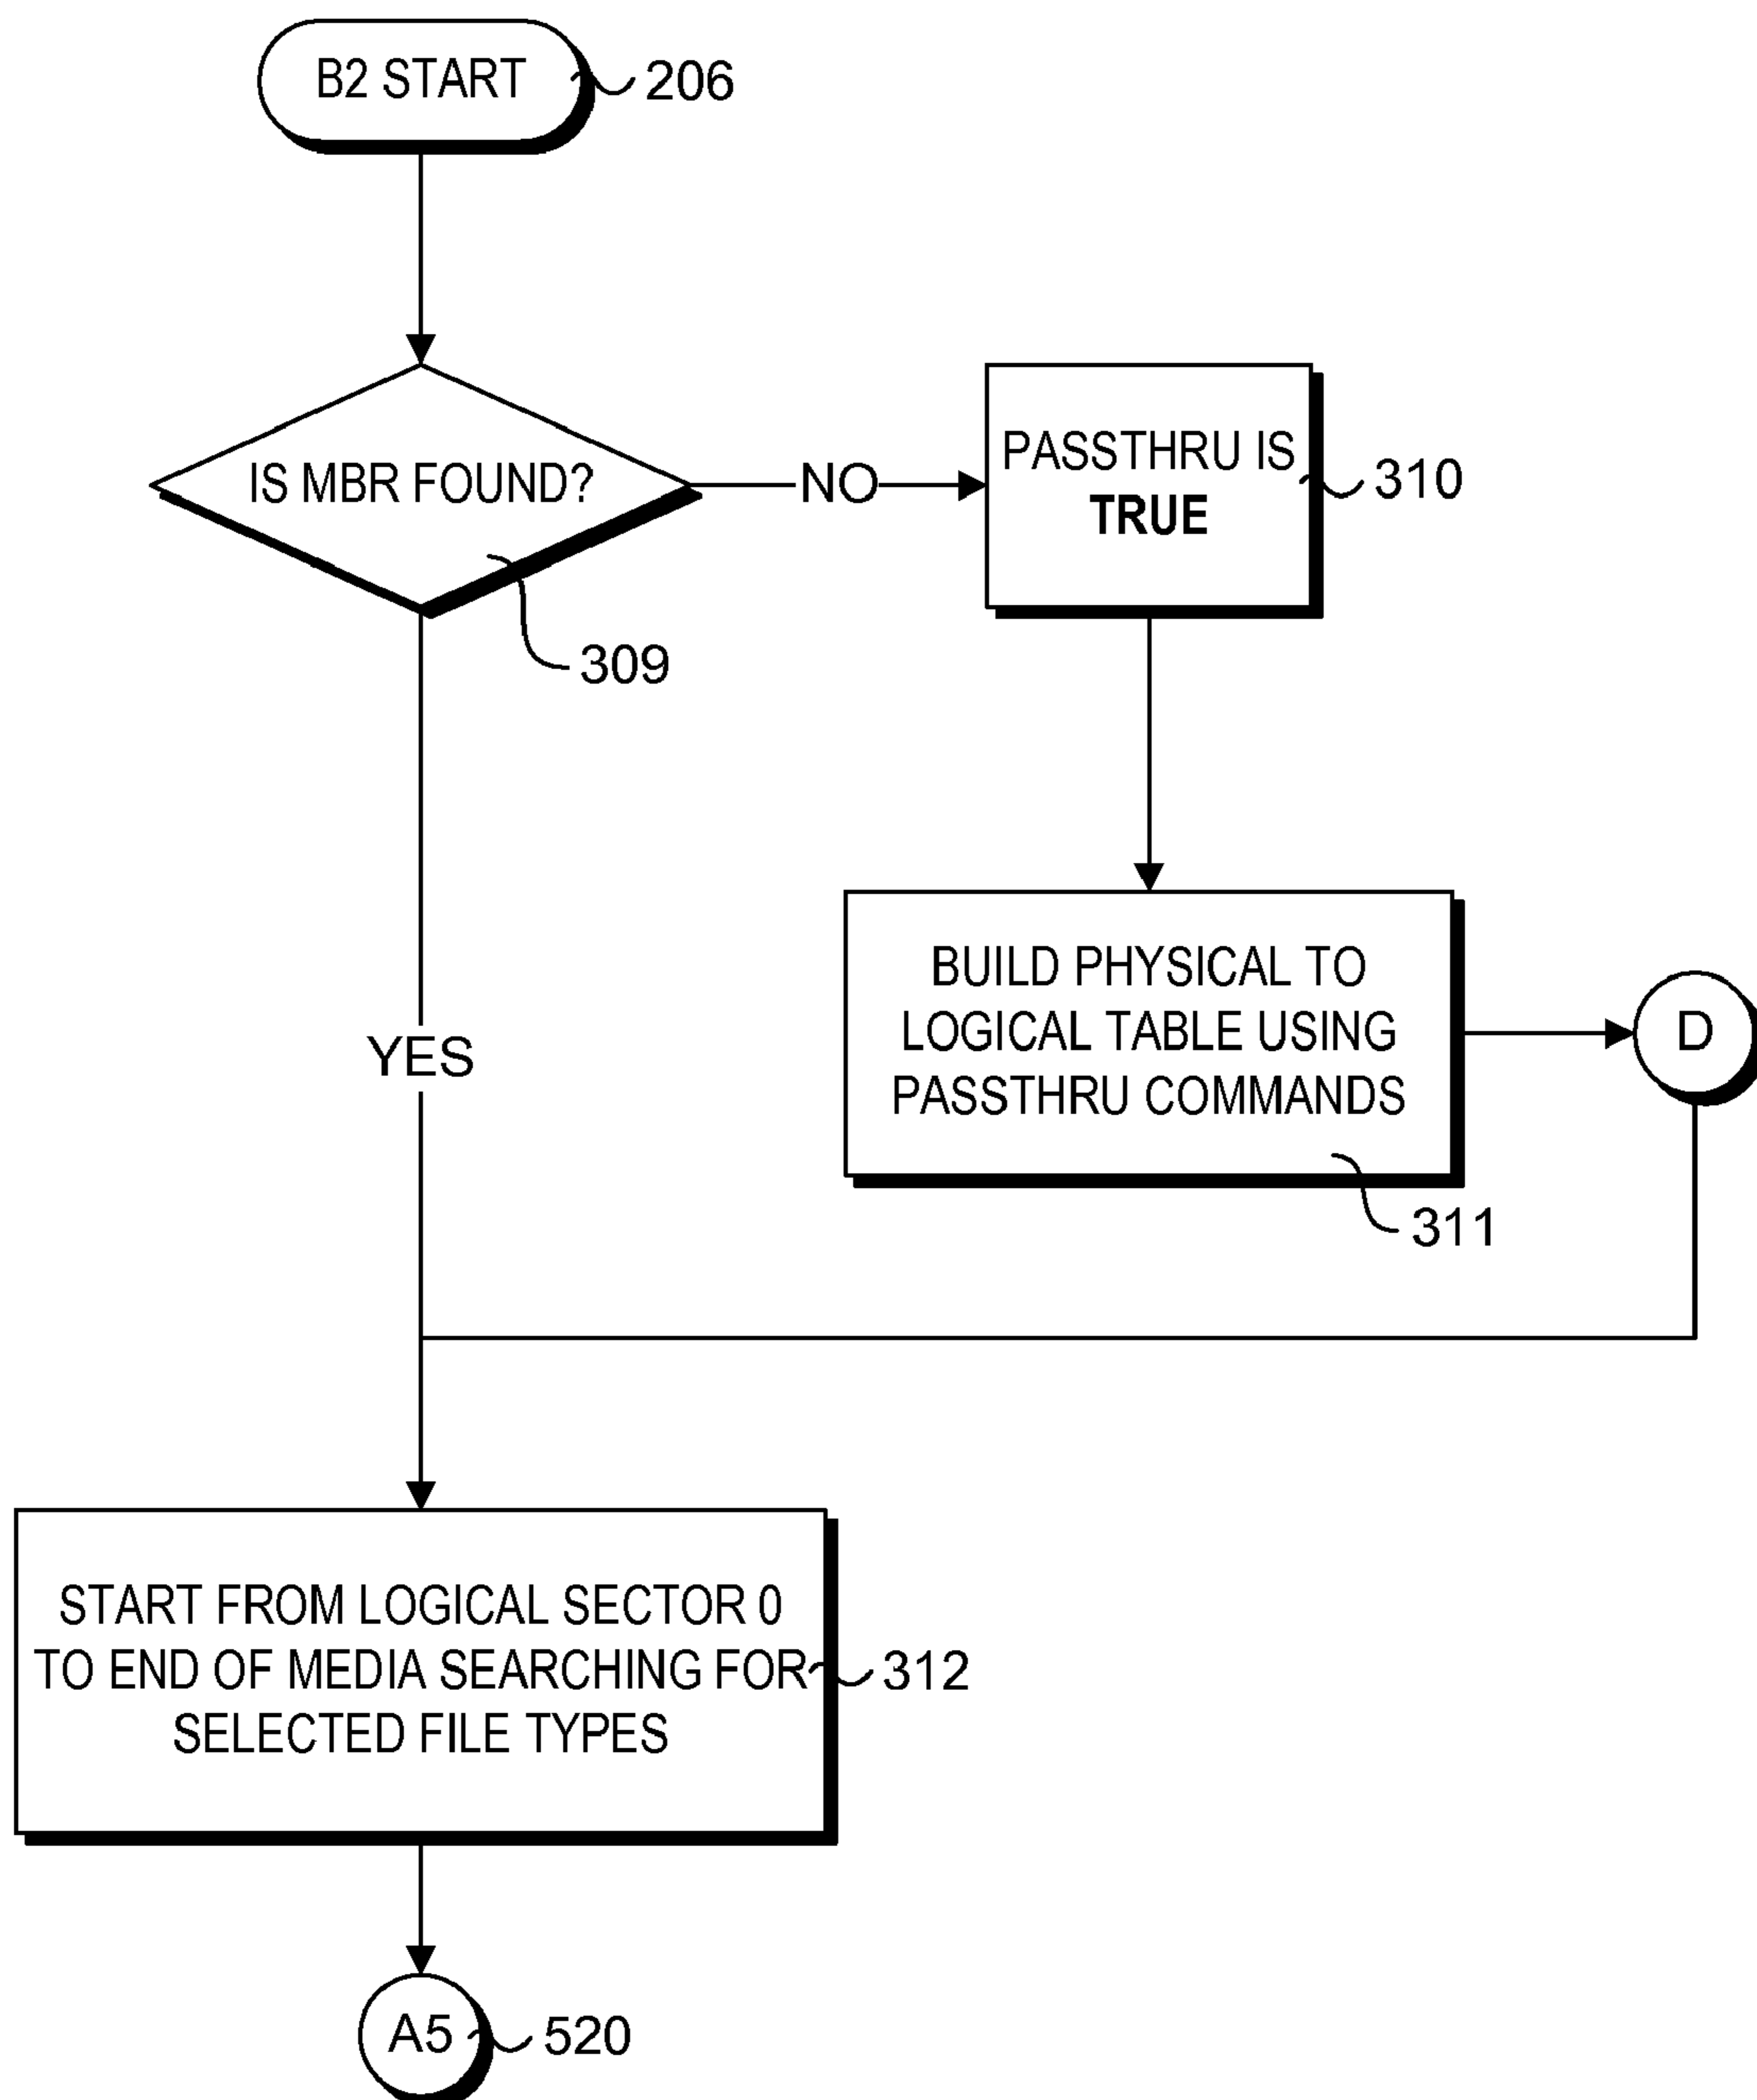 B2 START
206
IS MBR FOUND?
309
NO
PASSTHRU IS
TRUE
310
BUILD PHYSICAL TO
LOGICAL TABLE USING
PASSTHRU COMMANDS
311
D
YES
START FROM LOGICAL SECTOR 0
TO END OF MEDIA SEARCHING FOR
SELECTED FILE TYPES
312
A5
520